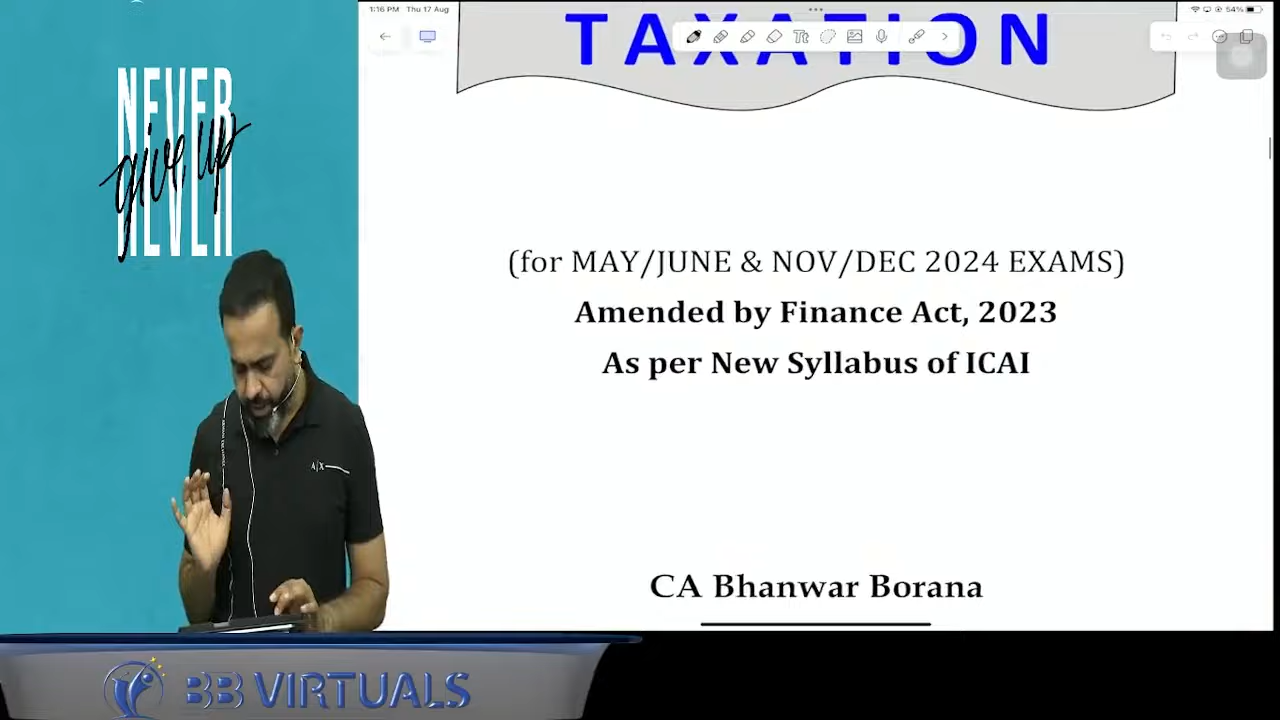 1:16 PM Thu 17 Aug
54%
TAXATION
Tt
NEVER
give up
NEVER
(for MAY/JUNE & NOV/DEC 2024 EXAMS)
Amended by Finance Act, 2023
As per New Syllabus of ICAI
A|X
CA Bhanwar Borana
BB VIRTUALS